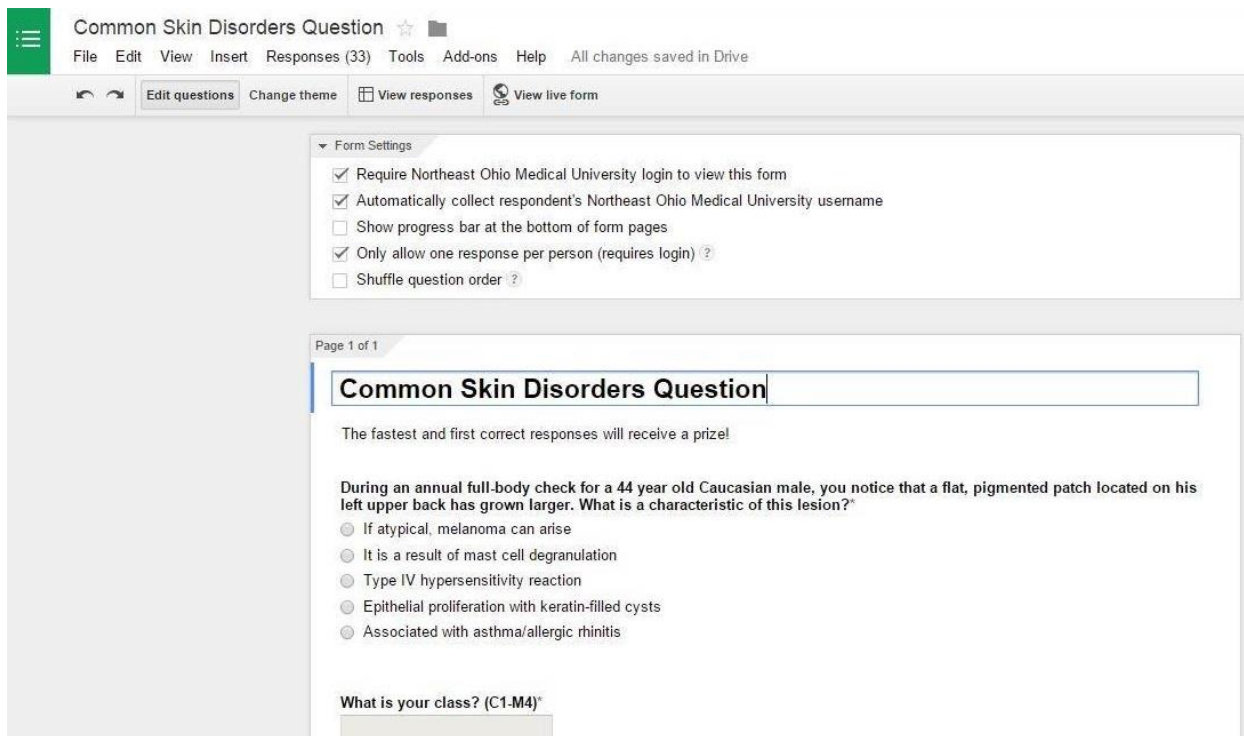 Common Skin Disorders Question
File Edit View Insert Responses (33) Tools Add-ons Help All changes saved in Drive
Edit questions Change theme View responses View live form
Form Settings
Require Northeast Ohio Medical University login to view this form
Automatically collect respondent's Northeast Ohio Medical University username
Show progress bar at the bottom of form pages
Only allow one response per person (requires login) ?
Shuffle question order ?
Page 1 of 1
Common Skin Disorders Question
The fastest and first correct responses will receive a prize!
During an annual full-body check for a 44 year old Caucasian male, you notice that a flat, pigmented patch located on his
left upper back has grown larger. What is a characteristic of this lesion?*
If atypical, melanoma can arise
It is a result of mast cell degranulation
Type IV hypersensitivity reaction
Epithelial proliferation with keratin-filled cysts
Associated with asthma/allergic rhinitis
What is your class? (C1-M4)*